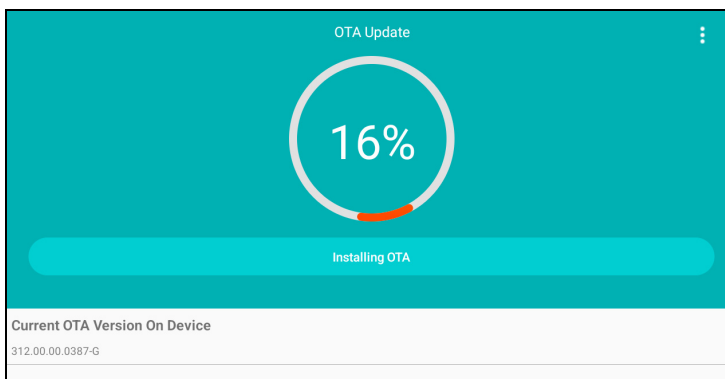 OTA Update
16%
Installing OTA
Current OTA Version On Device
312.00.00.0387-G